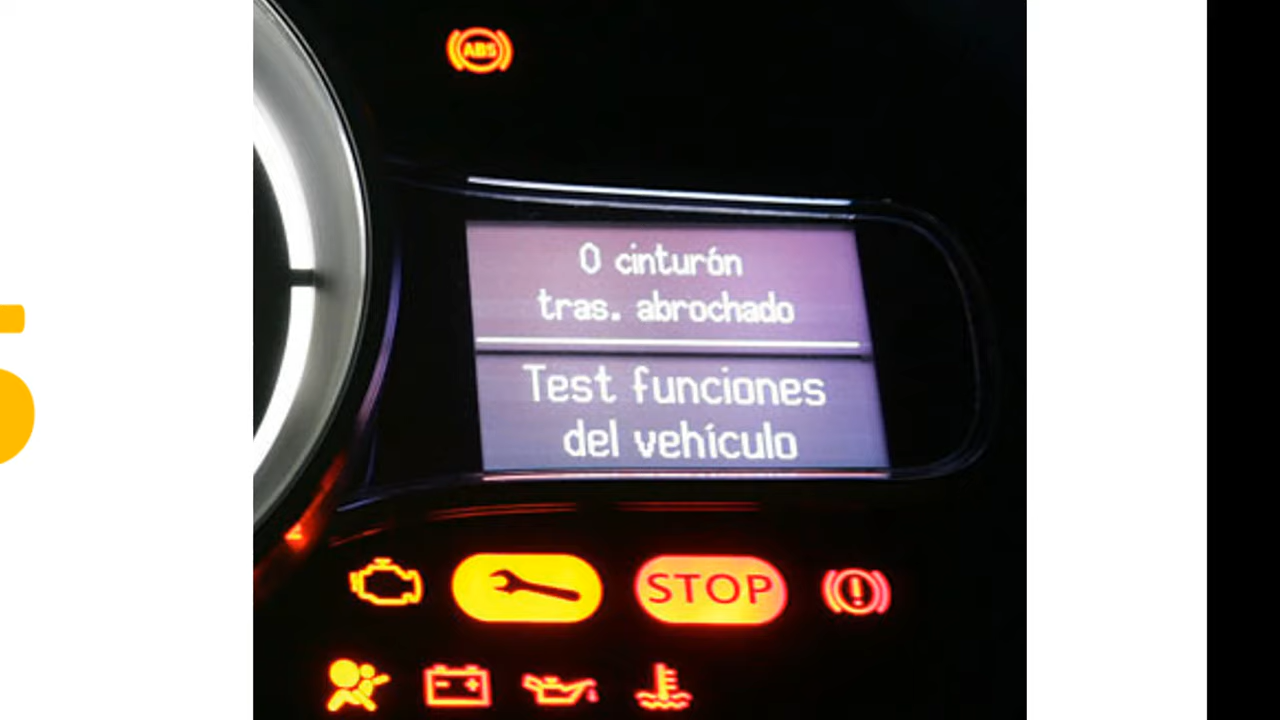 ABS
0 cinturón
tras. abrochado
Test funciones
del vehículo
STOP